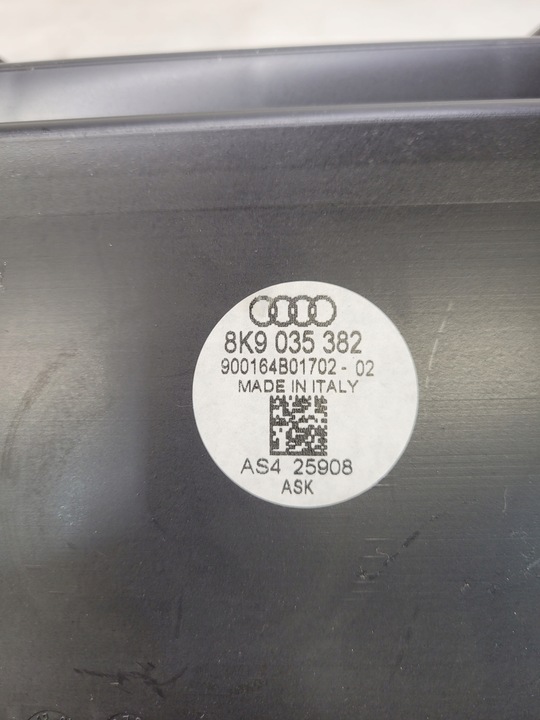 8K9 035 382
900164B01702 - 02
MADE IN ITALY
AS4 25908
ASK